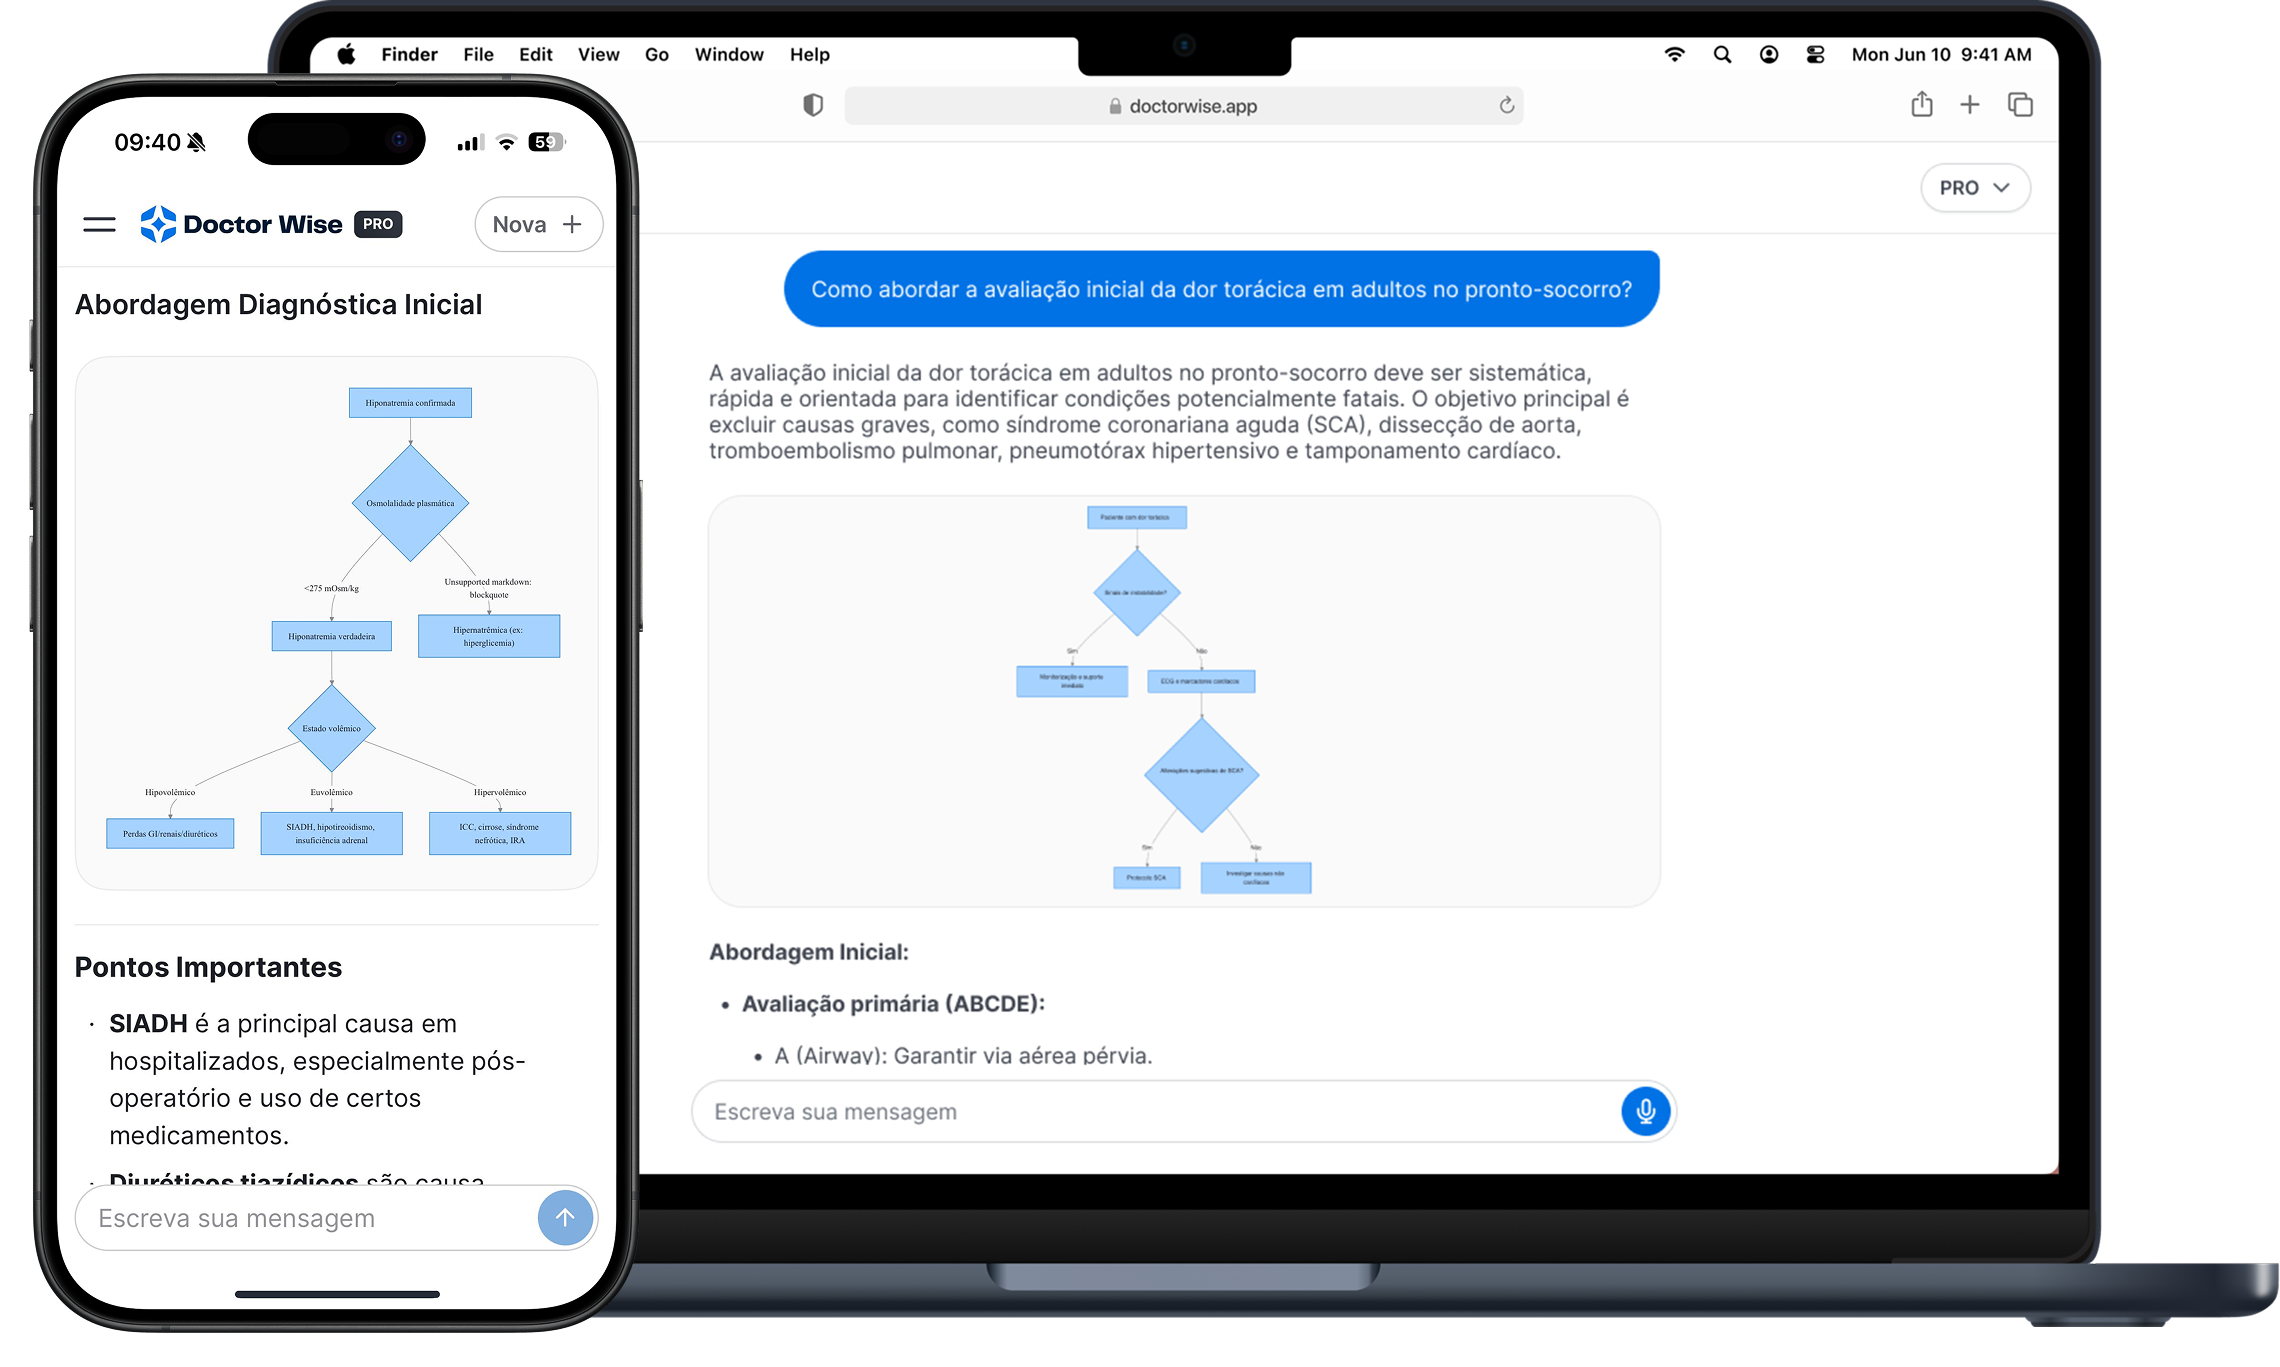 Finder File Edit View Go Window Help
Mon Jun 10 9:41 AM
doctorwise.app
PRO
Como abordar a avaliação inicial da dor torácica em adultos no pronto-socorro?
A avaliação inicial da dor torácica em adultos no pronto-socorro deve ser sistemática,
rápida e orientada para identificar condições potencialmente fatais. O objetivo principal é
excluir causas graves, como síndrome coronariana aguda (SCA), dissecção de aorta,
tromboembolismo pulmonar, pneumotórax hipertensivo e tamponamento cardíaco.
Paciente com dor torácica
Sinais de instabilidade?
Sim
Não
Monitorização e suporte
imediato
ECG e marcadores cardíacos
Alterações sugestivas de SCA?
Sim
Não
Protocolo SCA
Investigar causas não
cardíacas
Abordagem Inicial:
• Avaliação primária (ABCDE):
• A (Airway): Garantir via aérea pérvia.
Escreva sua mensagem
09:40
59
Doctor Wise PRO
Nova +
Abordagem Diagnóstica Inicial
Hiponatremia confirmada
Osmolalidade plasmática
<275 mOsm/kg
Unsupported markdown:
blockquote
Hiponatremia verdadeira
Hipernatrêmica (ex:
hiperglicemia)
Estado volêmico
Hipovolêmico
Euvolêmico
Hipervolêmico
Perdas GI/renais/diuréticos
SIADH, hipotireoidismo,
insuficiência adrenal
ICC, cirrose, síndrome
nefrótica, IRA
Pontos Importantes
· SIADH é a principal causa em
hospitalizados, especialmente pós-
operatório e uso de certos
medicamentos.
· Diuréticos tiazídicos são causa
Escreva sua mensagem